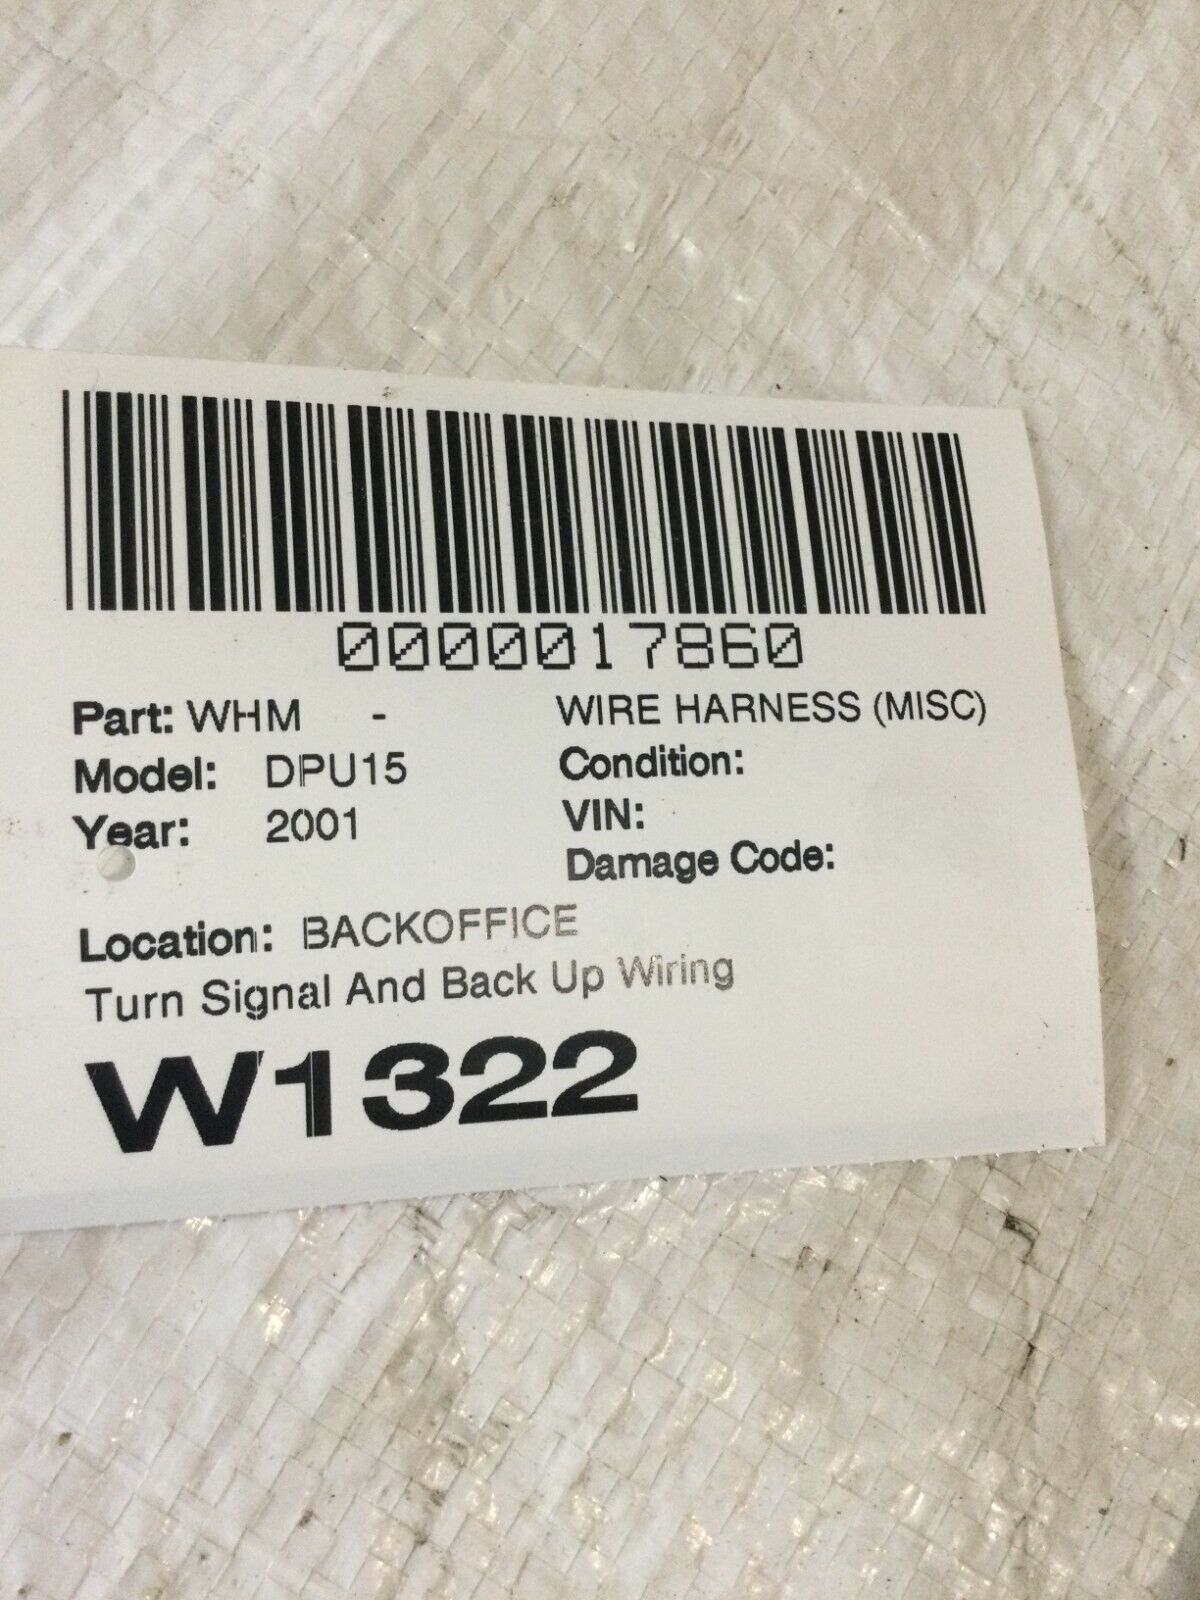 0000017860
Part: WHM - WIRE HARNESS (MISC)
Model: DPU15 Condition:
Year: 2001 VIN:
Damage Code:
Location: BACKOFFICE
Turn Signal And Back Up Wiring
W1322